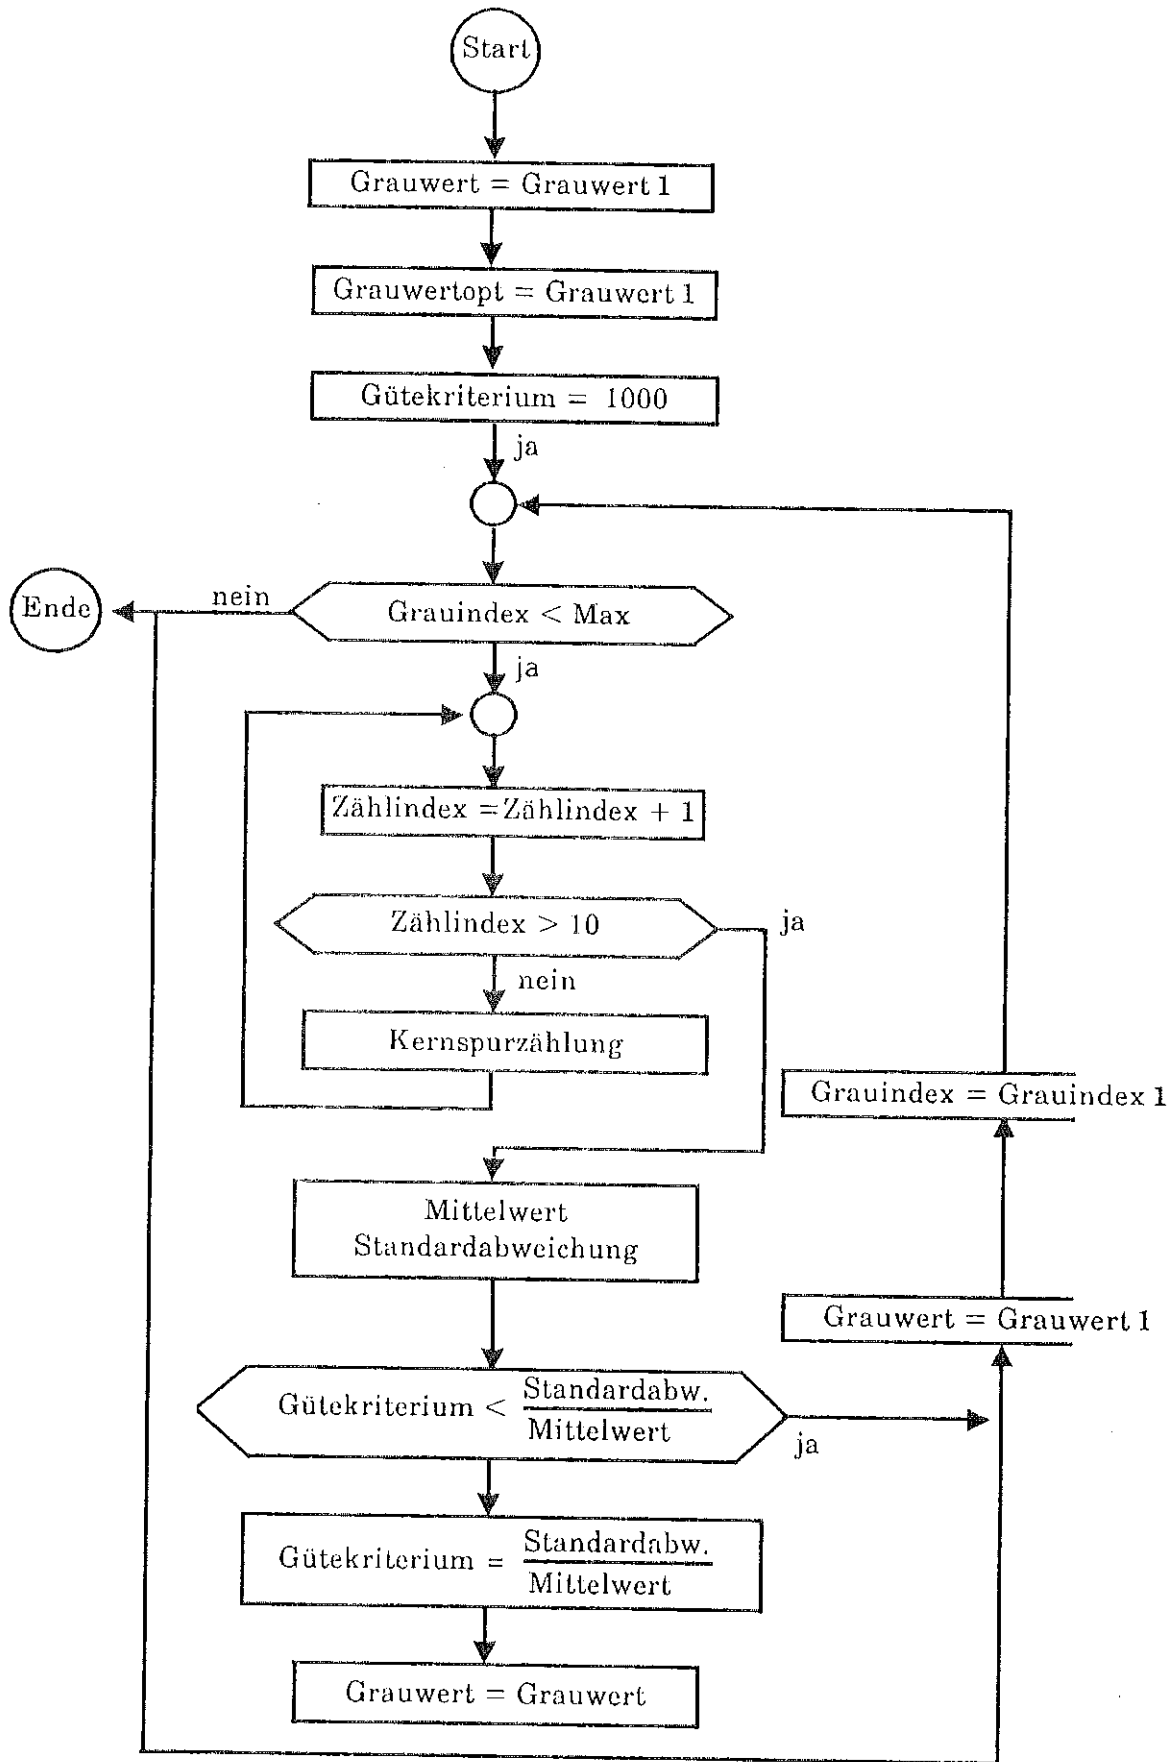 Start
Grauwert = Grauwert 1
Grauwertopt = Grauwert 1
Gütekriterium = 1000
ja
nein
Ende
Grauindex < Max
ja
Zählindex = Zählindex + 1
Zählindex > 10
ja
nein
Kernspurzählung
Grauindex = Grauindex 1
Mittelwert
Standardabweichung
Grauwert = Grauwert 1
Gütekriterium < Standardabw.
Mittelwert
ja
Gütekriterium = Standardabw.
Mittelwert
Grauwert = Grauwert